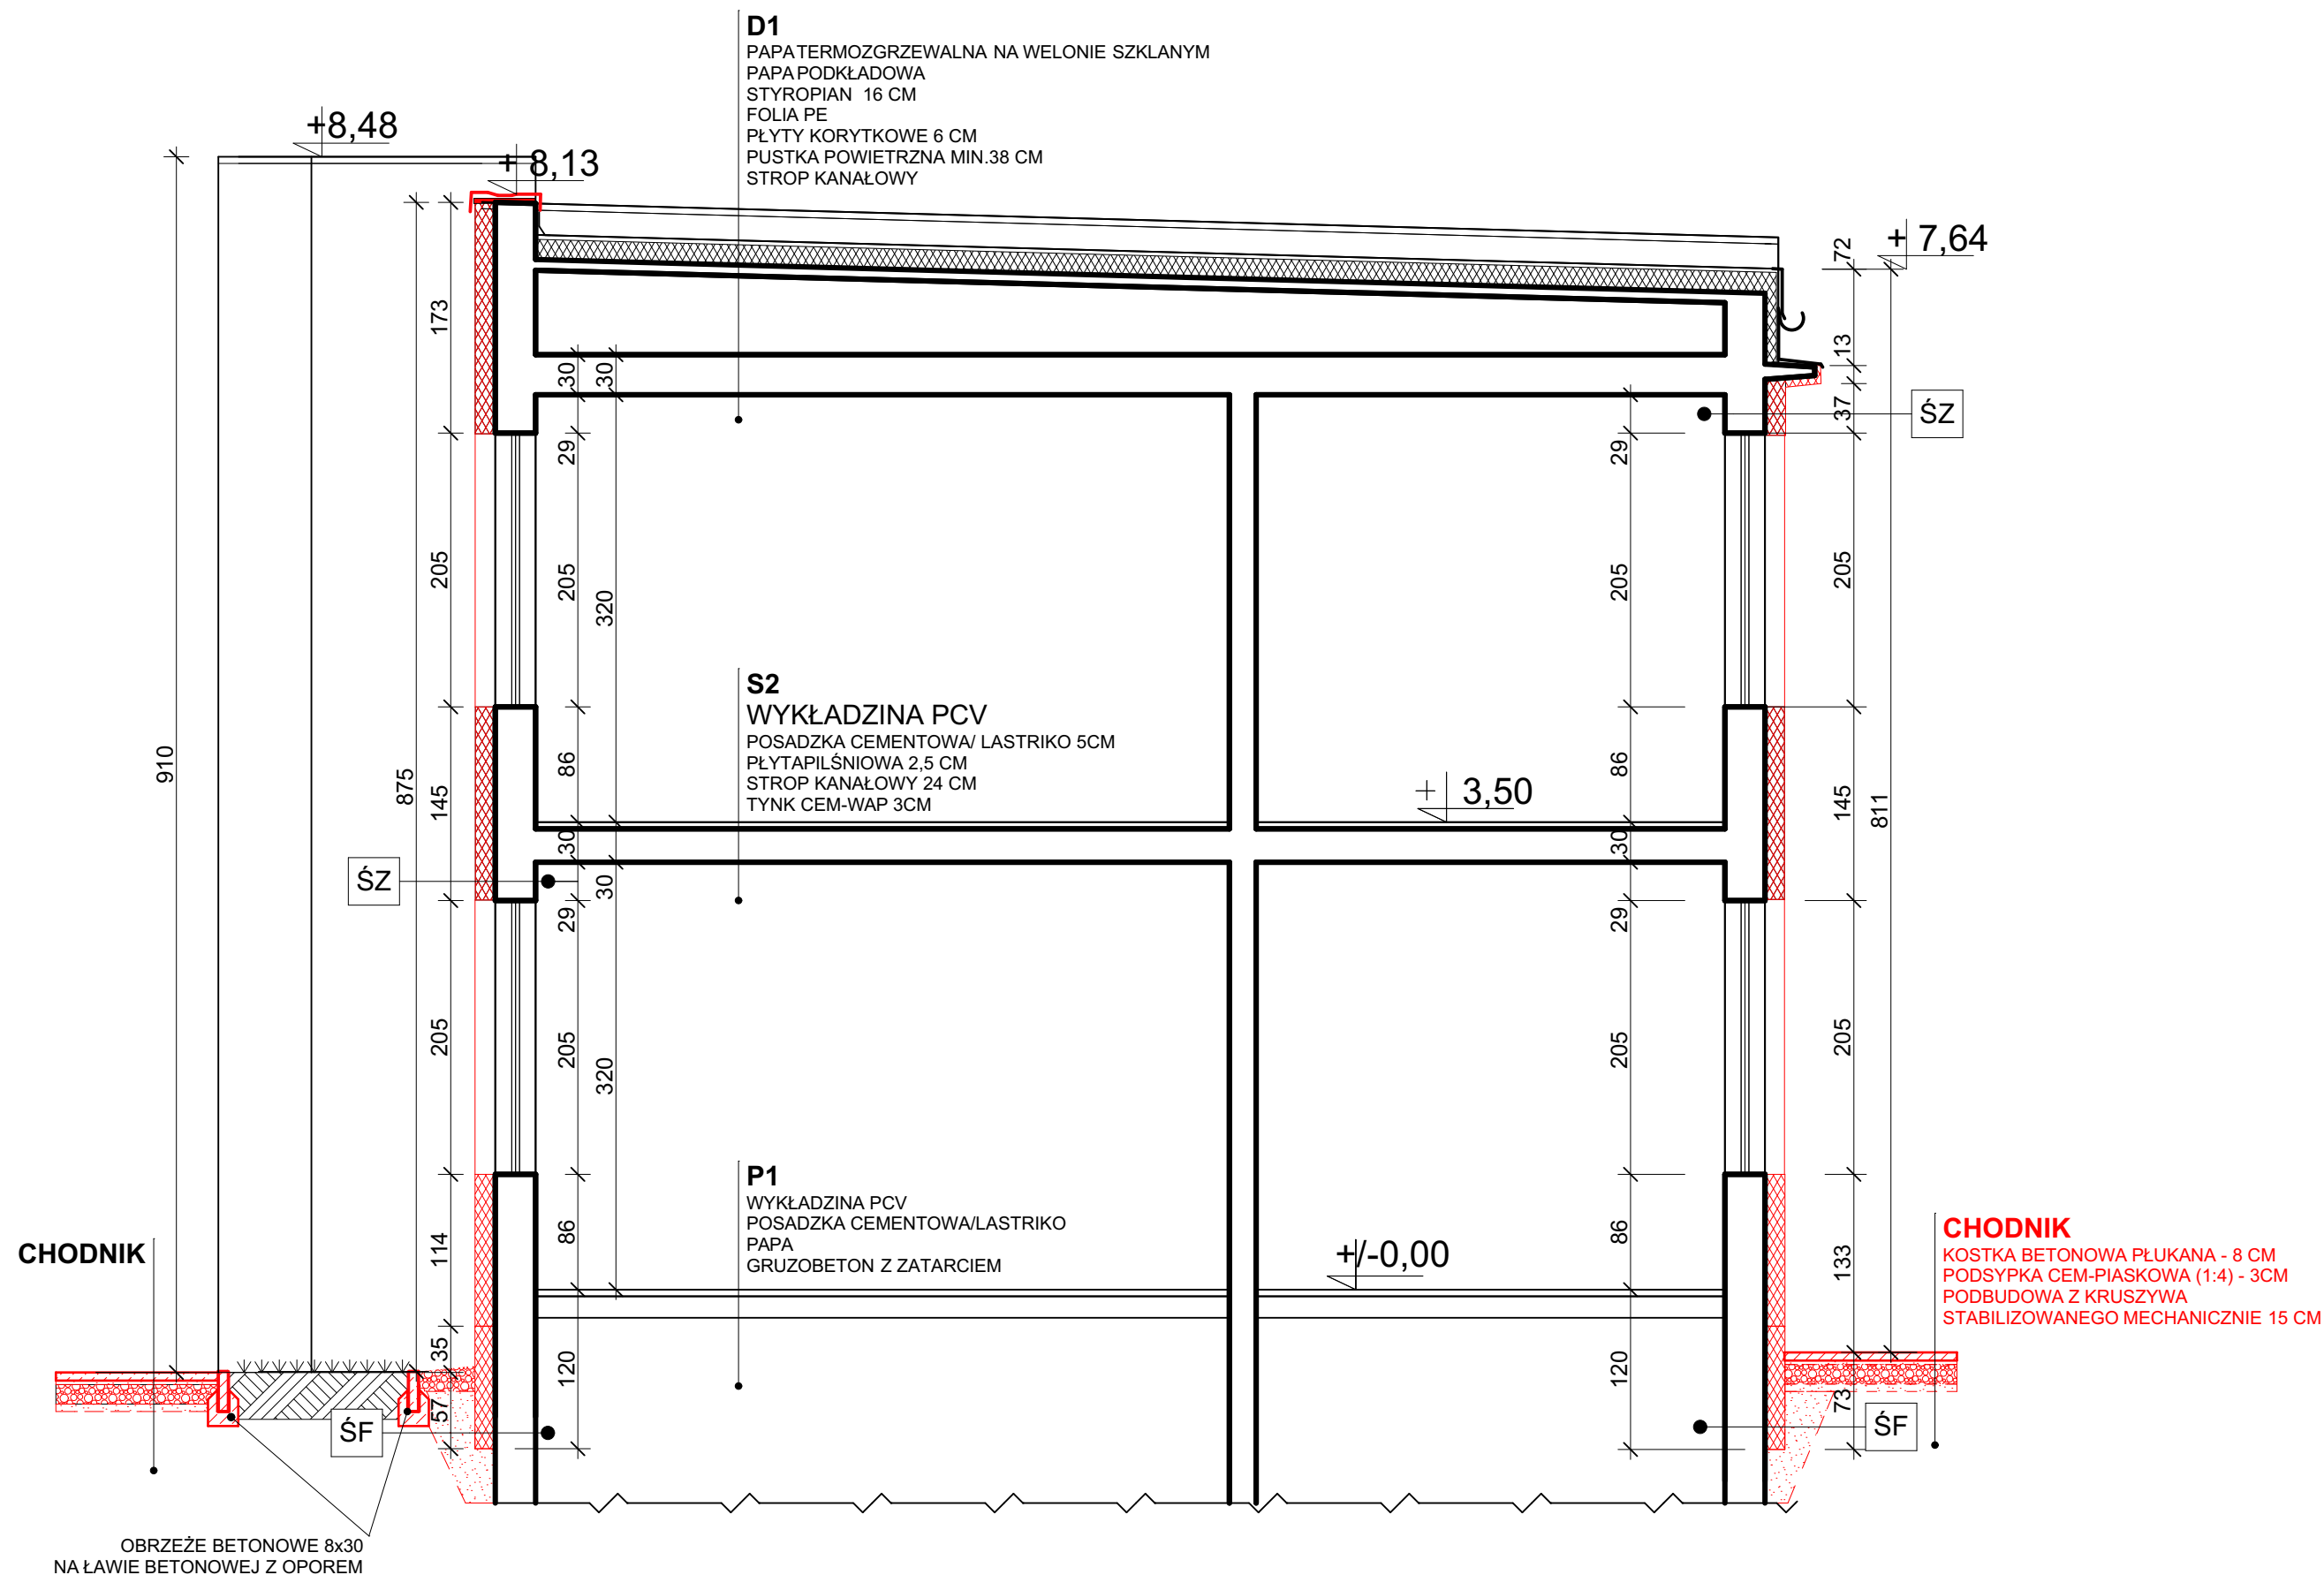 D1
PAPA TERMOZGRZEWALNA NA WELONIE SZKLANYM
PAPA PODKŁADOWA
STYROPIAN 16 CM
FOLIA PE
PŁYTY KORYTKOWE 6 CM
PUSTKA POWIETRZNA MIN.38 CM
STROP KANAŁOWY
+8,48
+ 8,13
+ 7,64
910
875
173
205
145
205
114
35
57
30
29
205
86
30
29
205
86
120
30
320
30
320
S2
WYKŁADZINA PCV
POSADZKA CEMENTOWA/ LASTRIKO 5CM
PŁYTAPILŚNIOWA 2,5 CM
STROP KANAŁOWY 24 CM
TYNK CEM-WAP 3CM
+ 3,50
P1
WYKŁADZINA PCV
POSADZKA CEMENTOWA/LASTRIKO
PAPA
GRUZOBETON Z ZATARCIEM
+/-0,00
29
205
86
30
29
205
86
120
72
13
37
205
145
205
133
73
811
ŚZ
ŚZ
ŚF
ŚF
CHODNIK
CHODNIK
KOSTKA BETONOWA PŁUKANA - 8 CM
PODSYPKA CEM-PIASKOWA (1:4) - 3CM
PODBUDOWA Z KRUSZYWA
STABILIZOWANEGO MECHANICZNIE 15 CM
OBRZEŻE BETONOWE 8x30
NA ŁAWIE BETONOWEJ Z OPOREM